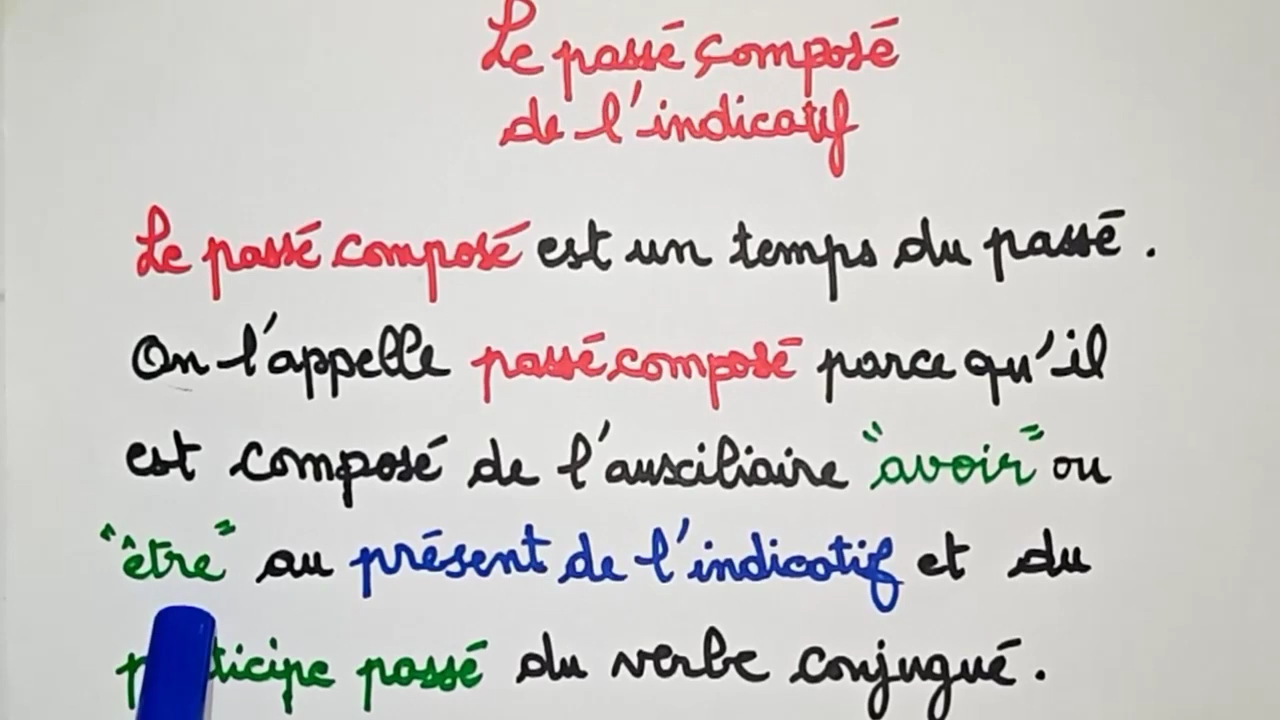 Le passé composé
de l'indicatif
Le passé composé est un temps du passé.
On l'appelle passé composé parce qu'il
est composé de l'auxiliaire "avoir" ou
"être" au présent de l'indicatif et du
passé du verbe conjugué.